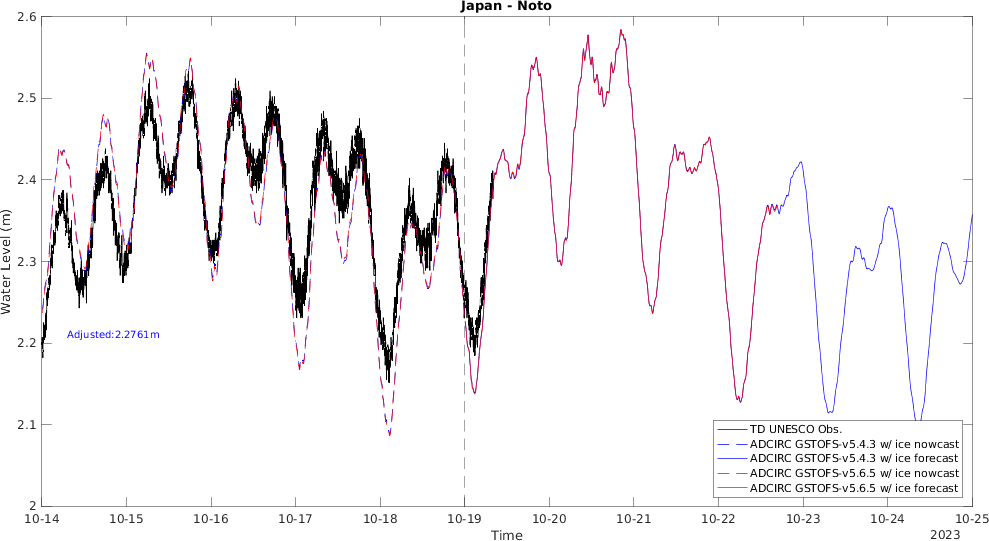 Japan - Noto
Water Level (m)
2.6
2.5
2.4
2.3
2.2
2.1
2
Adjusted:2.2761m
TD UNESCO Obs.
ADCIRC GSTOFS-v5.4.3 w/ ice nowcast
ADCIRC GSTOFS-v5.4.3 w/ ice forecast
ADCIRC GSTOFS-v5.6.5 w/ ice nowcast
ADCIRC GSTOFS-v5.6.5 w/ ice forecast
10-14 10-15 10-16 10-17 10-18 10-19 10-20 10-21 10-22 10-23 10-24 10-25
Time
2023